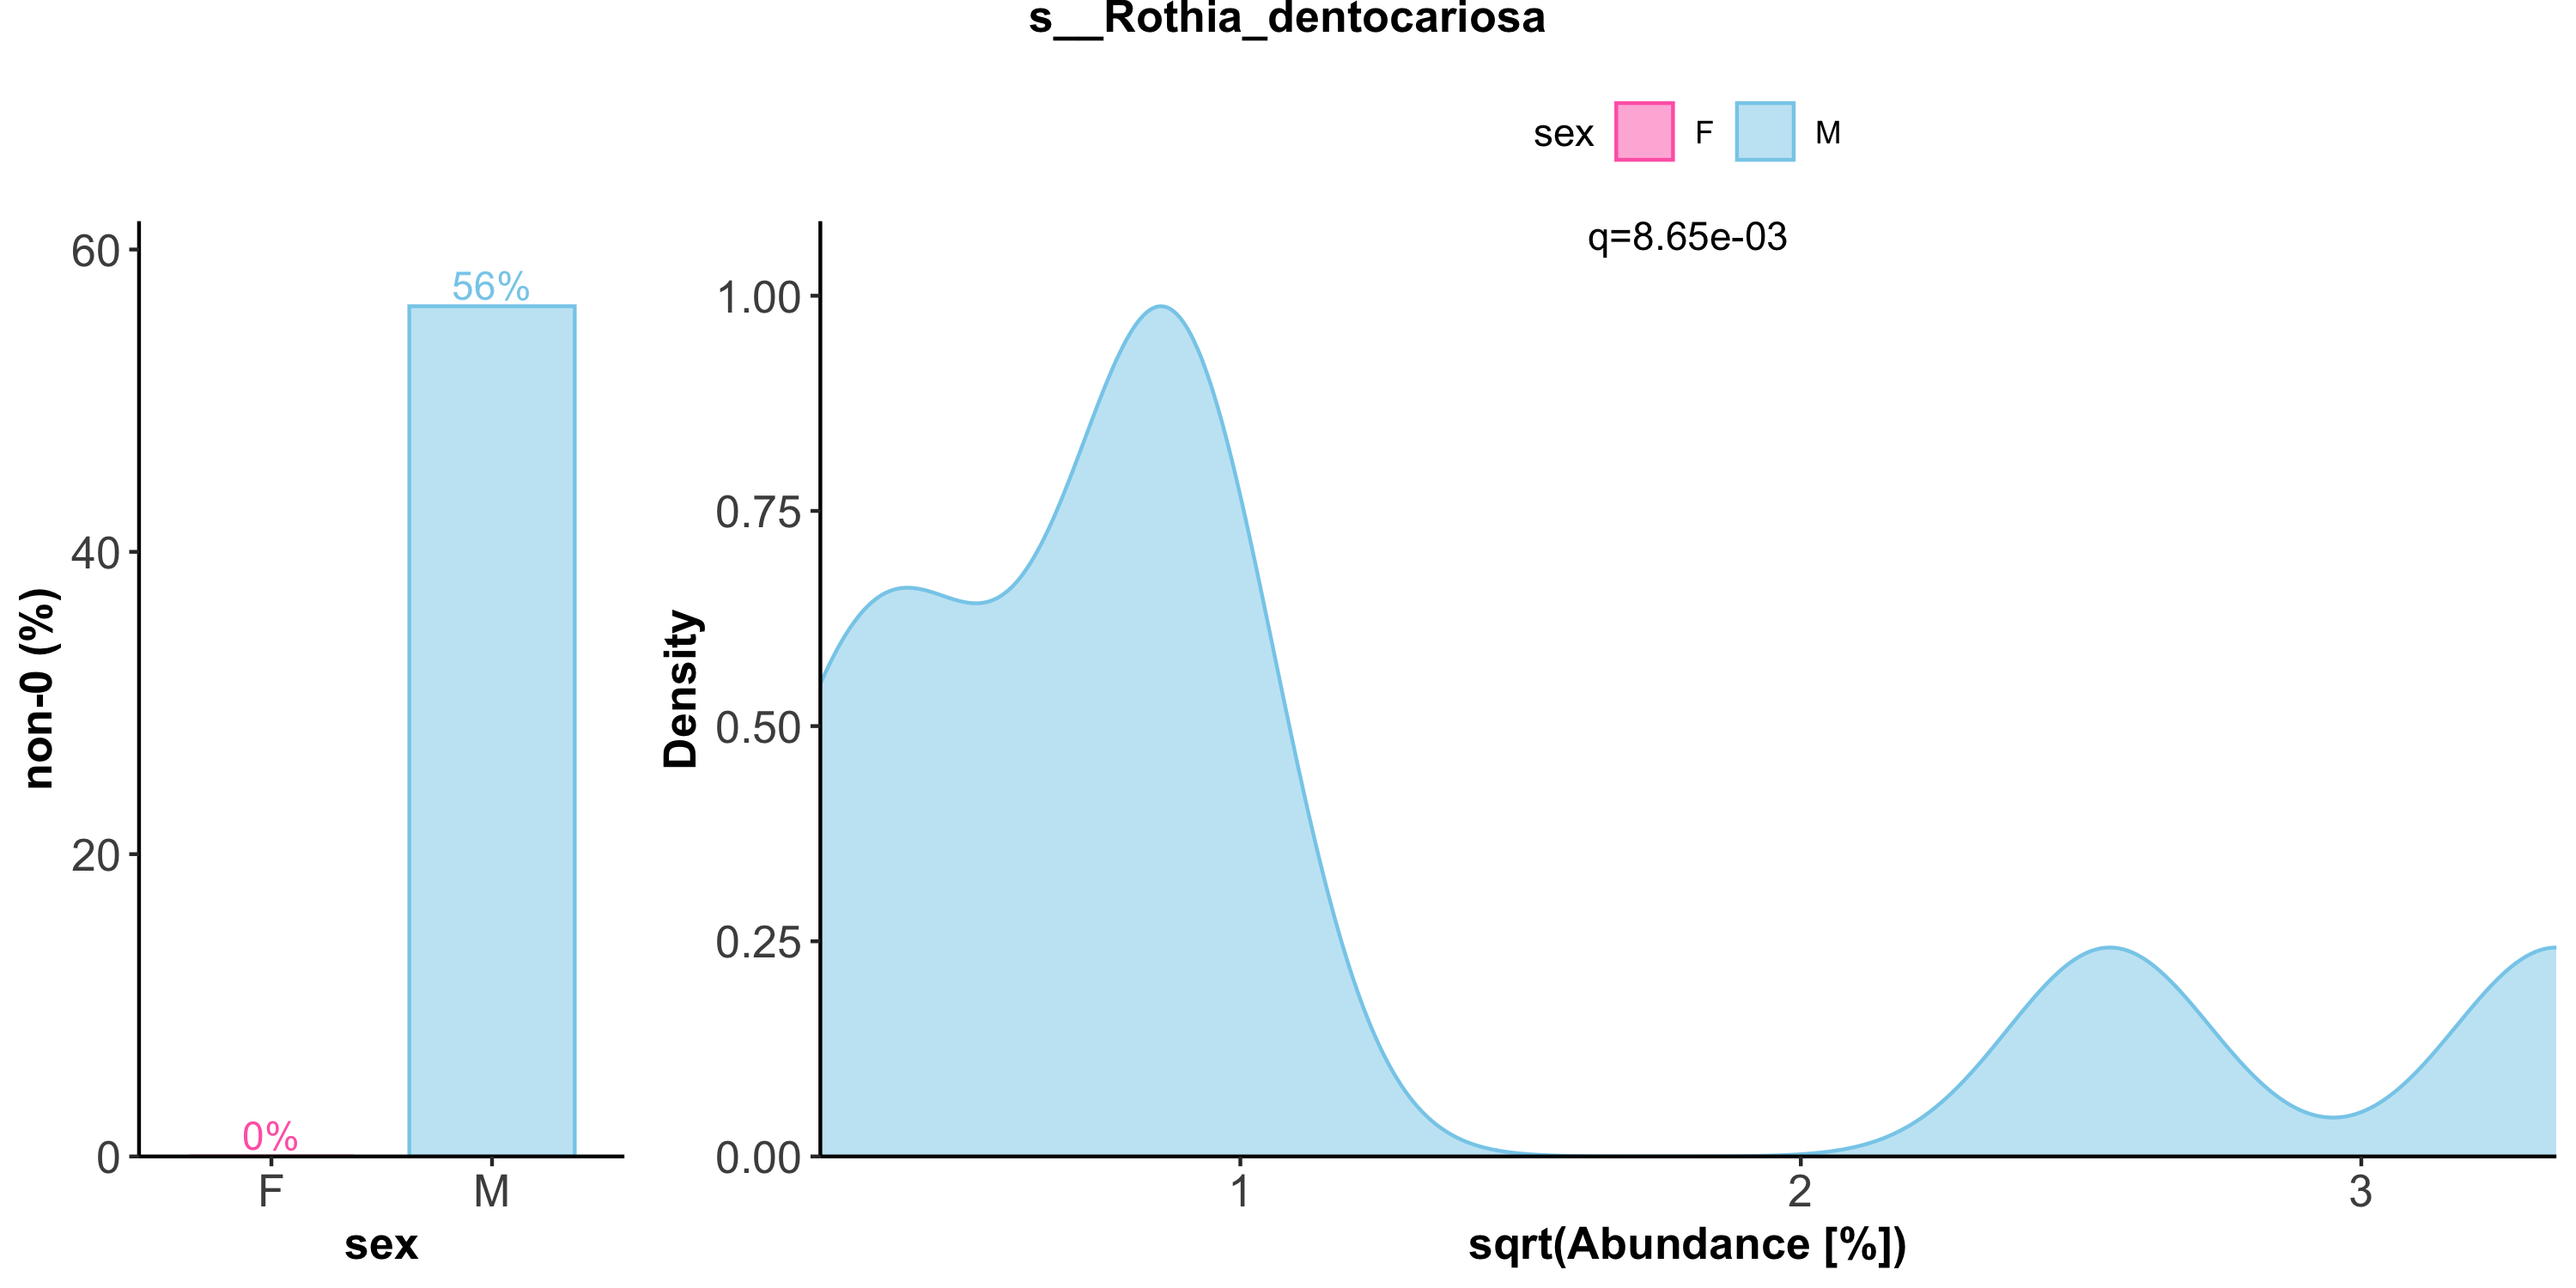 s__Rothia_dentocariosa
sex F M
q=8.65e-03
non-0 (%)
60
40
20
0
56%
0%
F M
sex
Density
1.00
0.75
0.50
0.25
0.00
1 2 3
sqrt(Abundance [%])